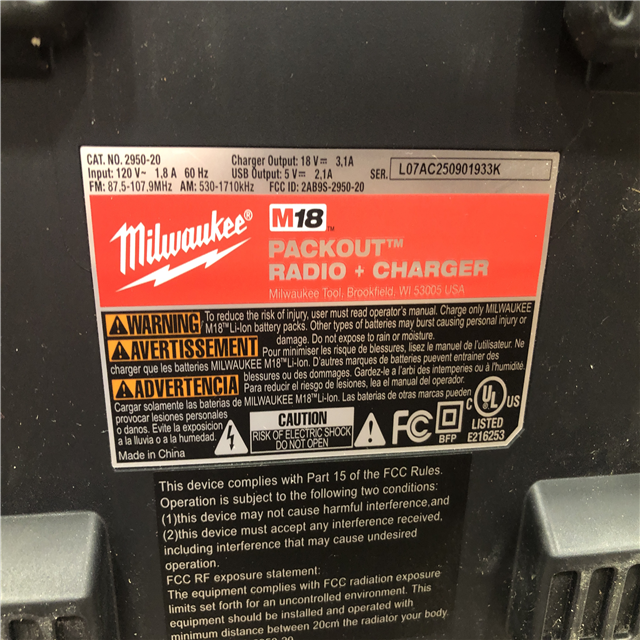 CAT. NO. 2950-20
Input: 120 V~ 1.8 A 60 Hz
FM: 87,5-107.9MHz AM: 530-1710kHz
Charger Output: 18 V⎓ 3,1A
USB Output: 5 V⎓ 2,1A
FCC ID: 2AB9S-2950-20
SER. L07AC250901933K
Milwaukee®
M18™
PACKOUT™
RADIO + CHARGER
Milwaukee Tool, Brookfield, WI 53005 USA
WARNING To reduce the risk of injury, user must read operator's manual. Charge only MILWAUKEE
M18™Li-Ion battery packs. Other types of batteries may burst causing personal injury or
damage. Do not expose to rain or moisture.
AVERTISSEMENT Pour minimiser les risque de blessures, lisez le manuel de l'utilisateur. Ne
charger que les batteries MILWAUKEE M18™Li-Ion. D'autres marques de batteries peuvent entrainer des
blessures ou des dommages. Gardez-le a l'arbi des intemperies ou à l'humidité.
ADVERTENCIA Para reducir el riesgo de lesión, lea el manual del operador.
Cargar solamente las baterias de MILWAUKEE M18™Li-Ion. Las baterias de otras marcas pueden
provocar lesiones personales
o daños. Evite la exposición
a la lluvia o a la humedad.
Made in China
CAUTION
RISK OF ELECTRIC SHOCK
DO NOT OPEN
FC
BFP
C UL US
LISTED
E216253
This device complies with Part 15 of the FCC Rules.
Operation is subject to the following two conditions:
(1)this device may not cause harmful interference,and
(2)this device must accept any interference received,
including interference that may cause undesired
operation.
FCC RF exposure statement:
The equipment complies with FCC radiation exposure
limits set forth for an uncontrolled environment. This
equipment should be installed and operated with
minimum distance between 20cm the radiator your body.